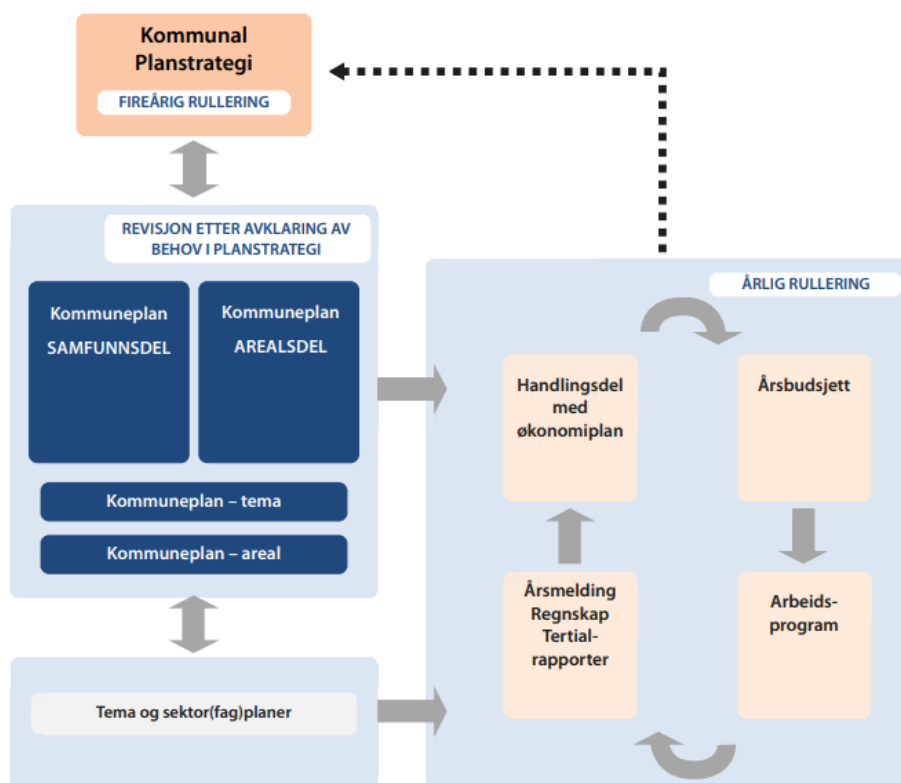 Kommunal
Planstrategi
FIREÅRIG RULLERING
REVISJON ETTER AVKLARING AV
BEHOV I PLANSTRATEGI
Kommuneplan
SAMFUNNSDEL
Kommuneplan
AREALSDEL
Kommuneplan – tema
Kommuneplan – areal
Tema og sektor(fag)planer
ÅRLIG RULLERING
Handlingsdel
med
økonomiplan
Årsbudsjett
Årsmelding
Regnskap
Tertial-
rapporter
Arbeids-
program